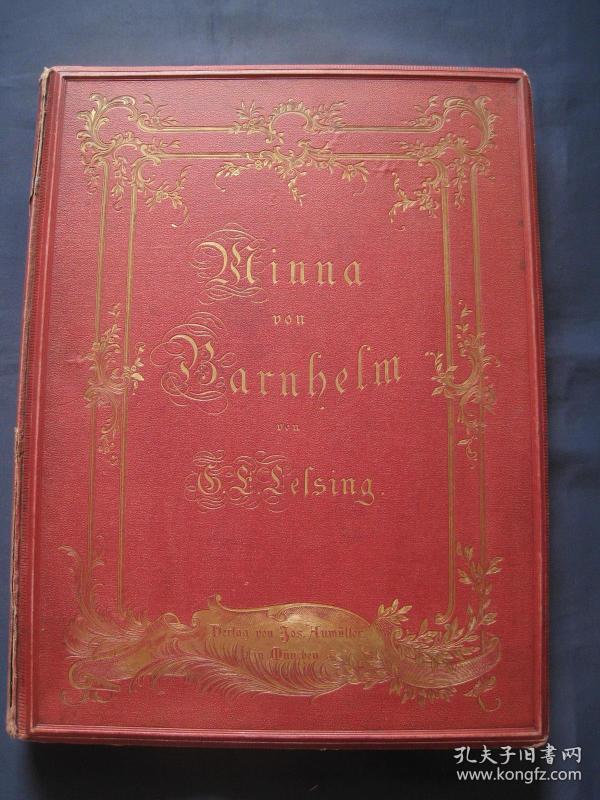 Minna
von
Barnhelm
von
G. E. Leſsing.
Verlag von Jos. Aumüller
in München
孔夫子旧书网
www.kongfz.com